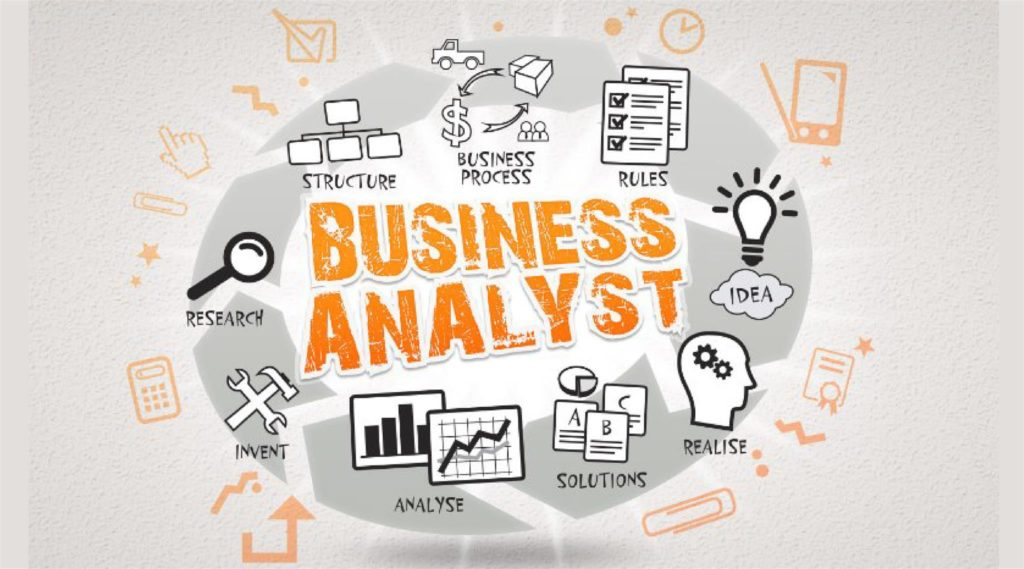 STRUCTURE
BUSINESS
PROCESS
RULES
BUSINESS
ANALYST
IDEA
RESEARCH
INVENT
ANALYSE
A
B
C
SOLUTIONS
REALISE
$